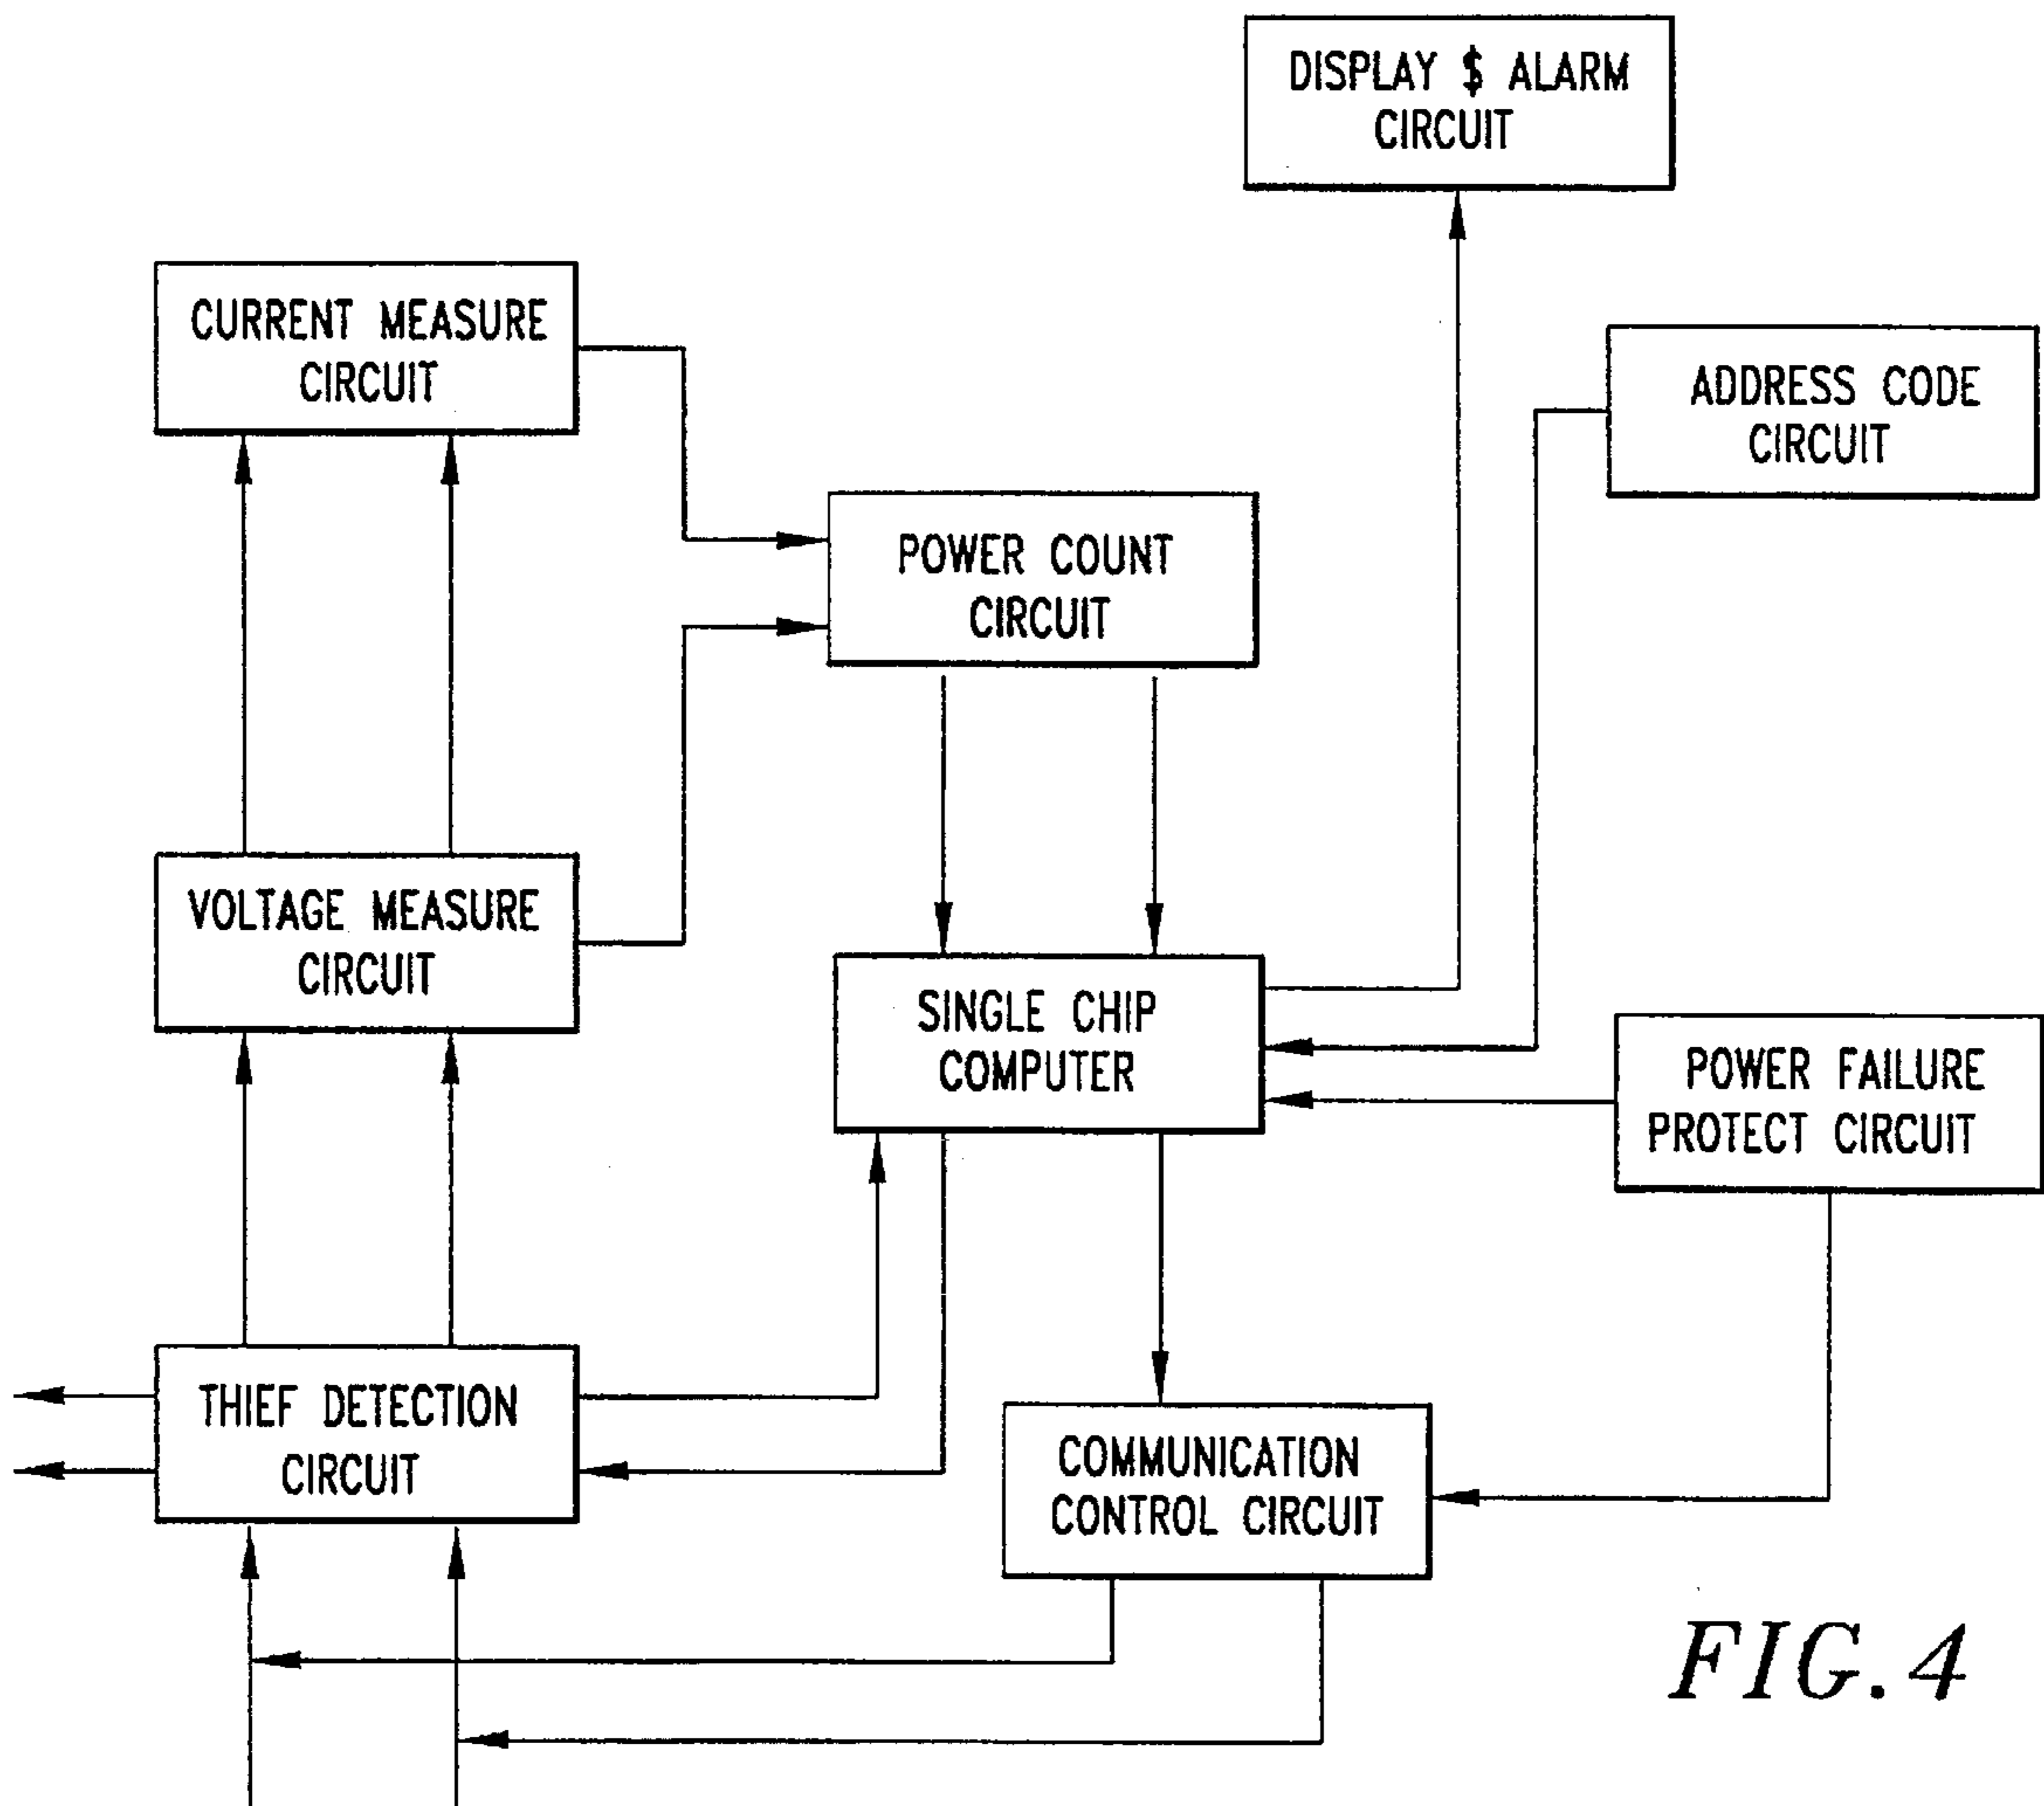 DISPLAY $ ALARM
CIRCUIT
CURRENT MEASURE
CIRCUIT
ADDRESS CODE
CIRCUIT
POWER COUNT
CIRCUIT
VOLTAGE MEASURE
CIRCUIT
SINGLE CHIP
COMPUTER
POWER FAILURE
PROTECT CIRCUIT
THIEF DETECTION
CIRCUIT
COMMUNICATION
CONTROL CIRCUIT
FIG. 4